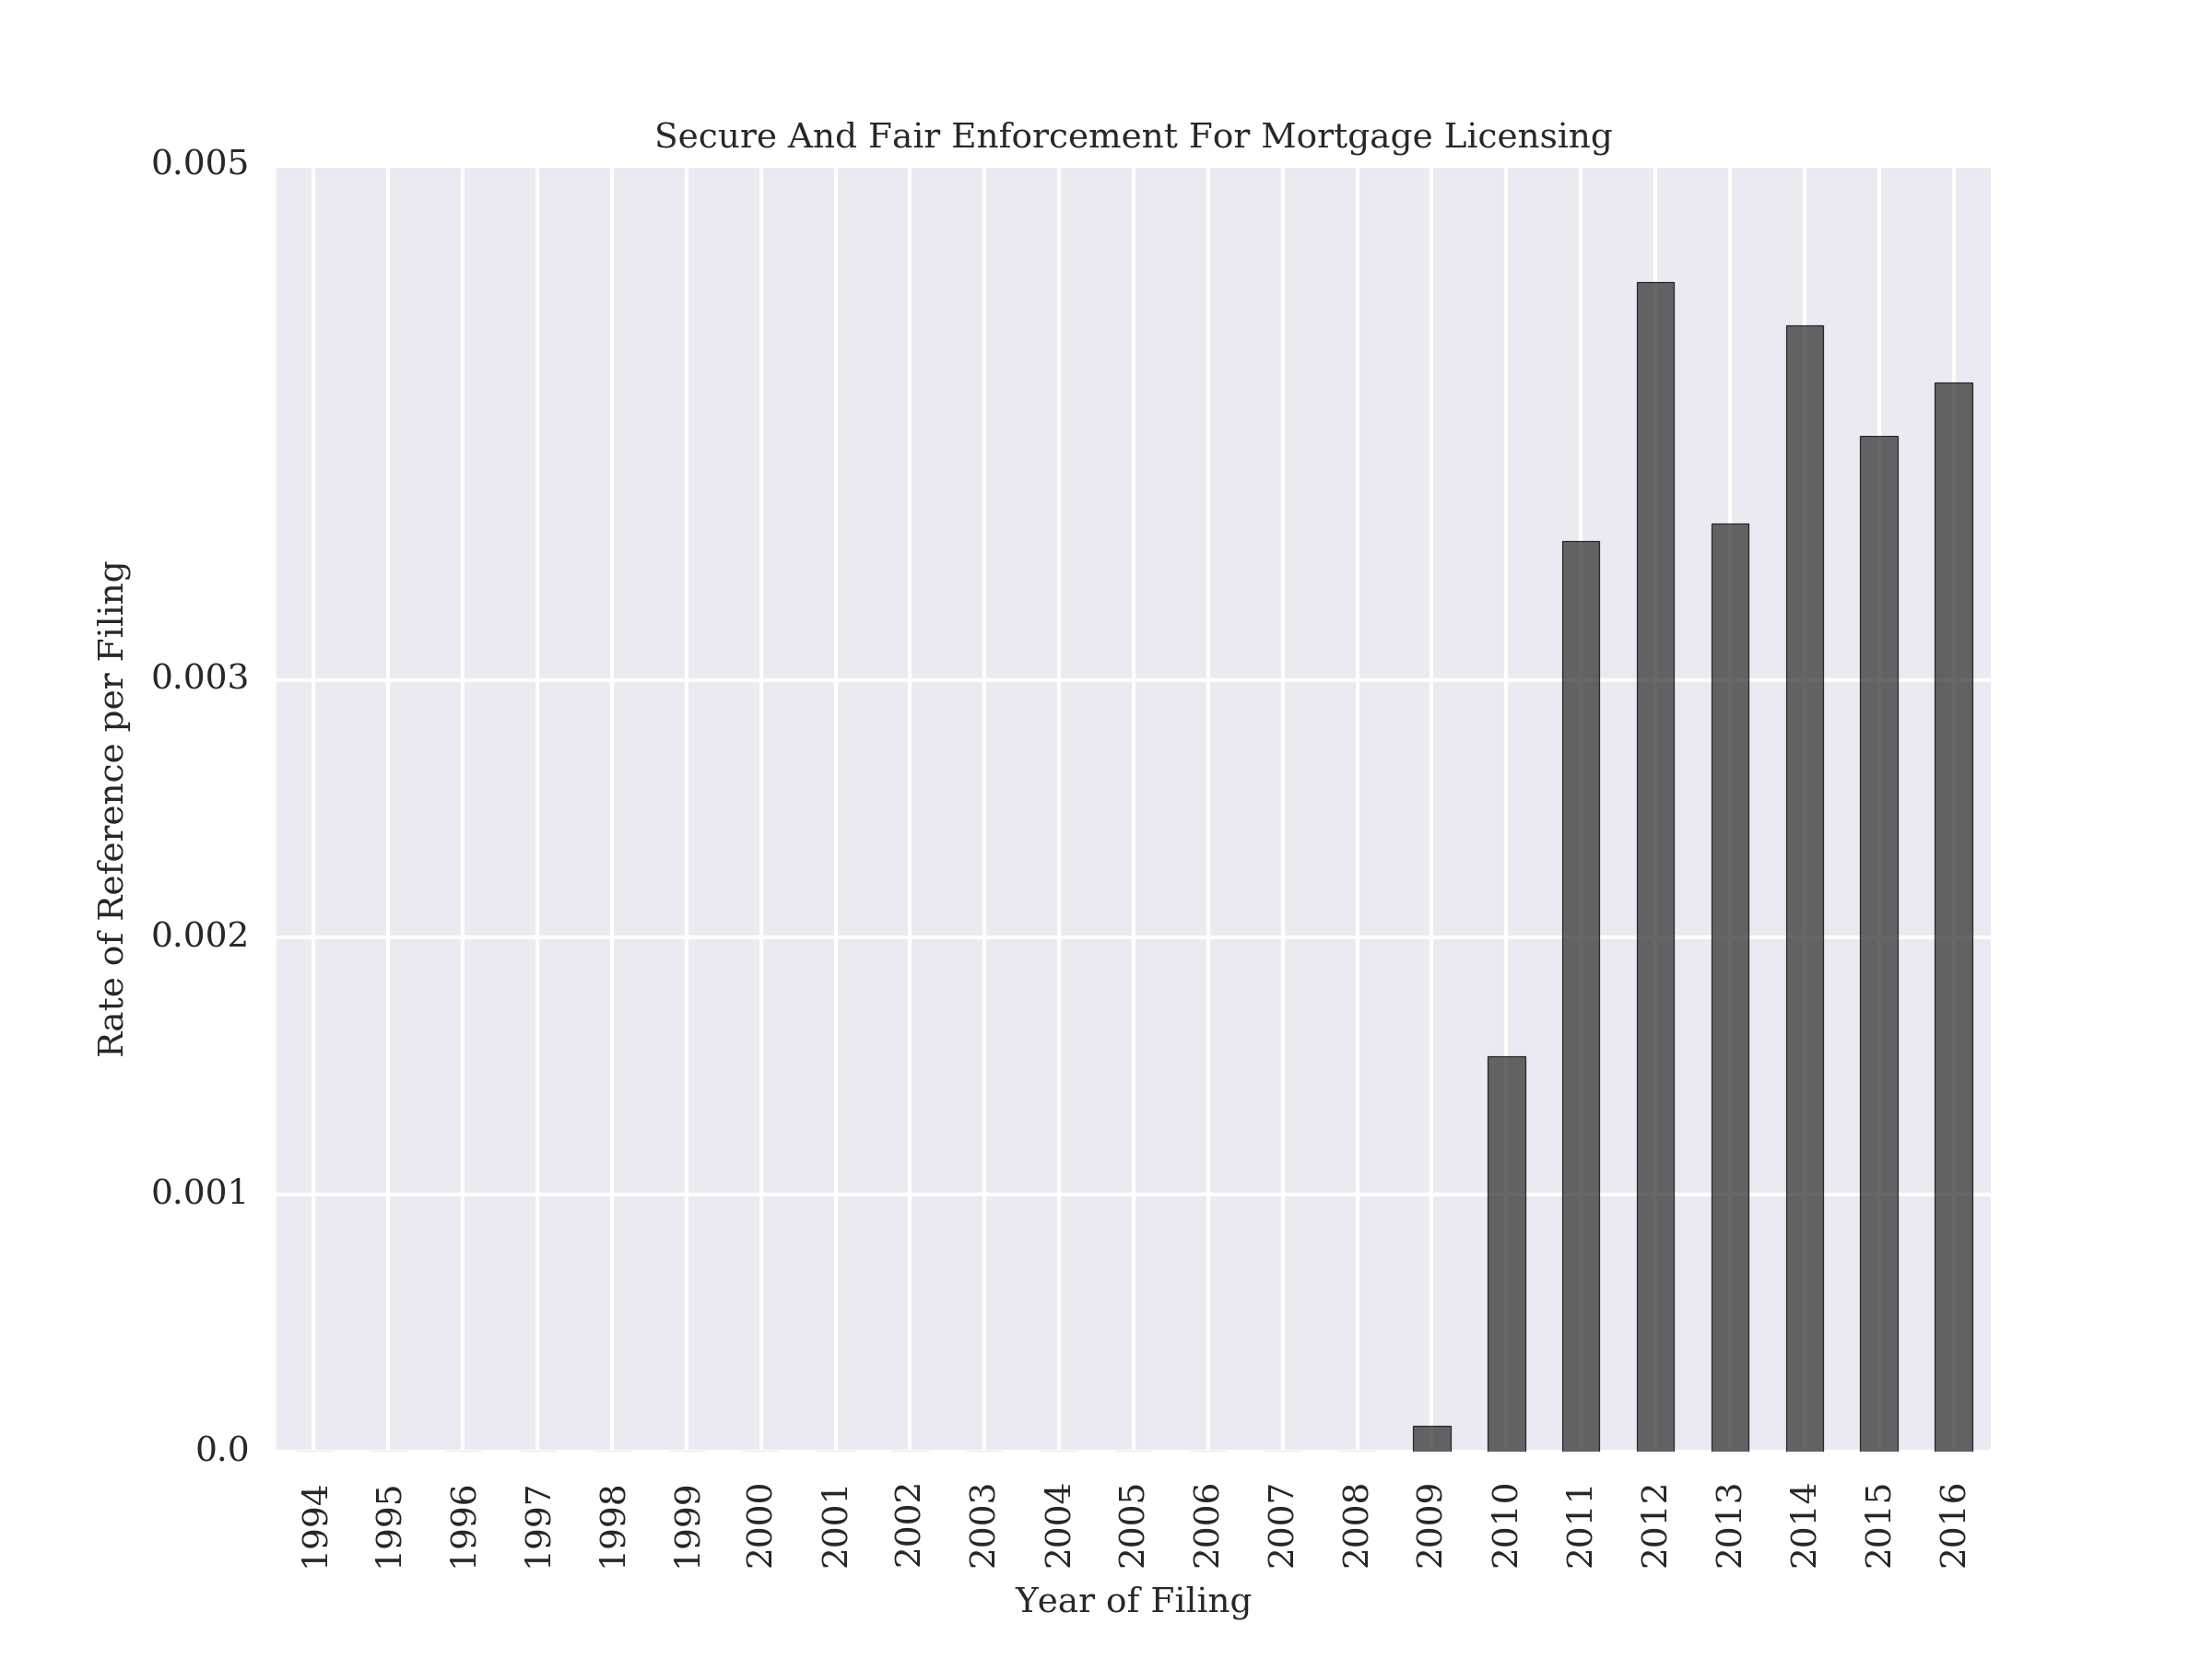 Secure And Fair Enforcement For Mortgage Licensing
0.005
0.003
0.002
0.001
0.0
Rate of Reference per Filing
1994 1995 1996 1997 1998 1999 2000 2001 2002 2003 2004 2005 2006 2007 2008 2009 2010 2011 2012 2013 2014 2015 2016
Year of Filing